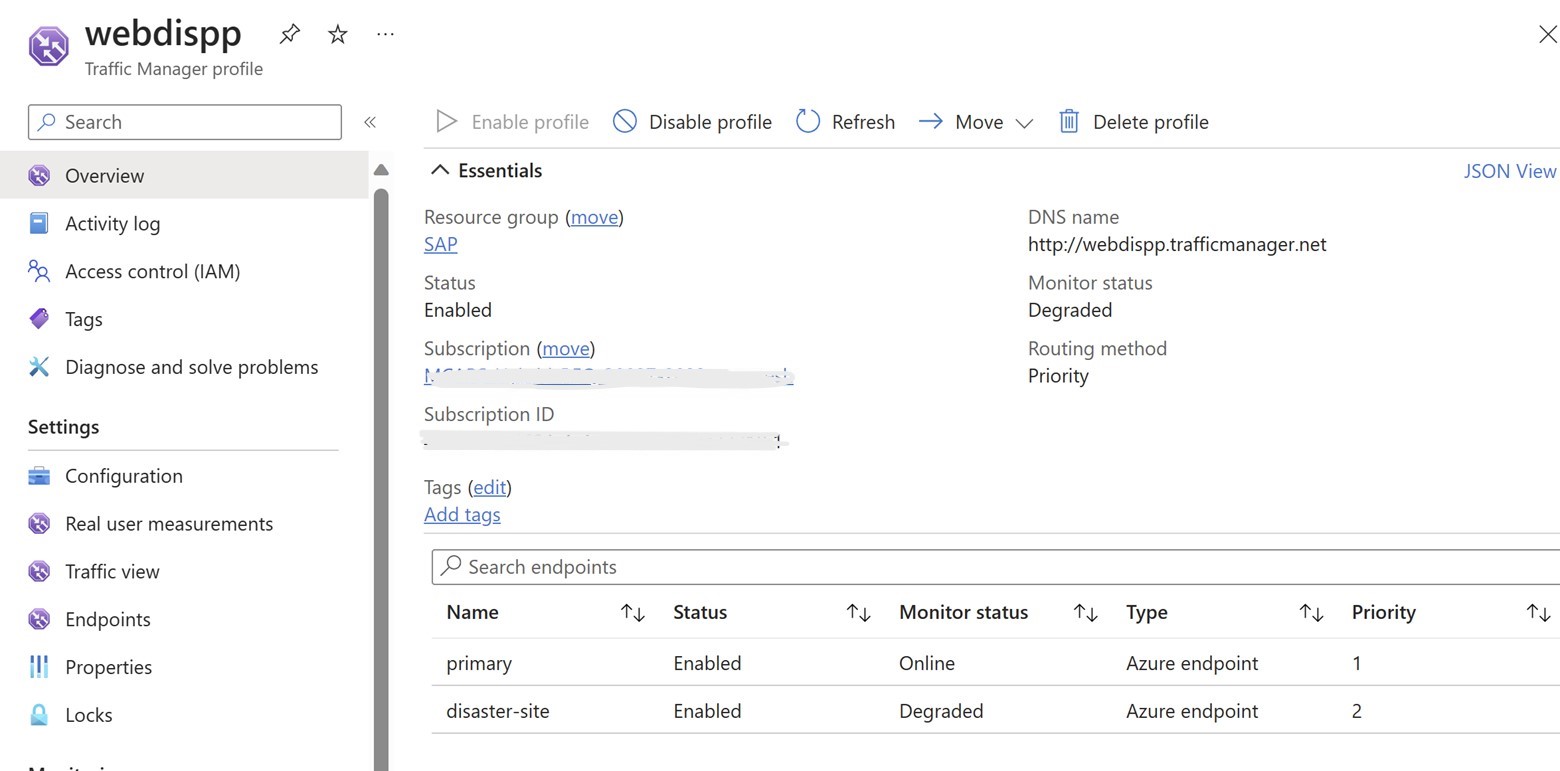 webdispp
Traffic Manager profile
Search
Overview
Activity log
Access control (IAM)
Tags
Diagnose and solve problems
Settings
Configuration
Real user measurements
Traffic view
Endpoints
Properties
Locks
Enable profile Disable profile Refresh Move Delete profile
Essentials JSON View
Resource group (move)
SAP
Status
Enabled
Subscription (move)
Subscription ID
Tags (edit)
Add tags
DNS name
http://webdispp.trafficmanager.net
Monitor status
Degraded
Routing method
Priority
Search endpoints
Name Status Monitor status Type Priority
primary Enabled Online Azure endpoint 1
disaster-site Enabled Degraded Azure endpoint 2